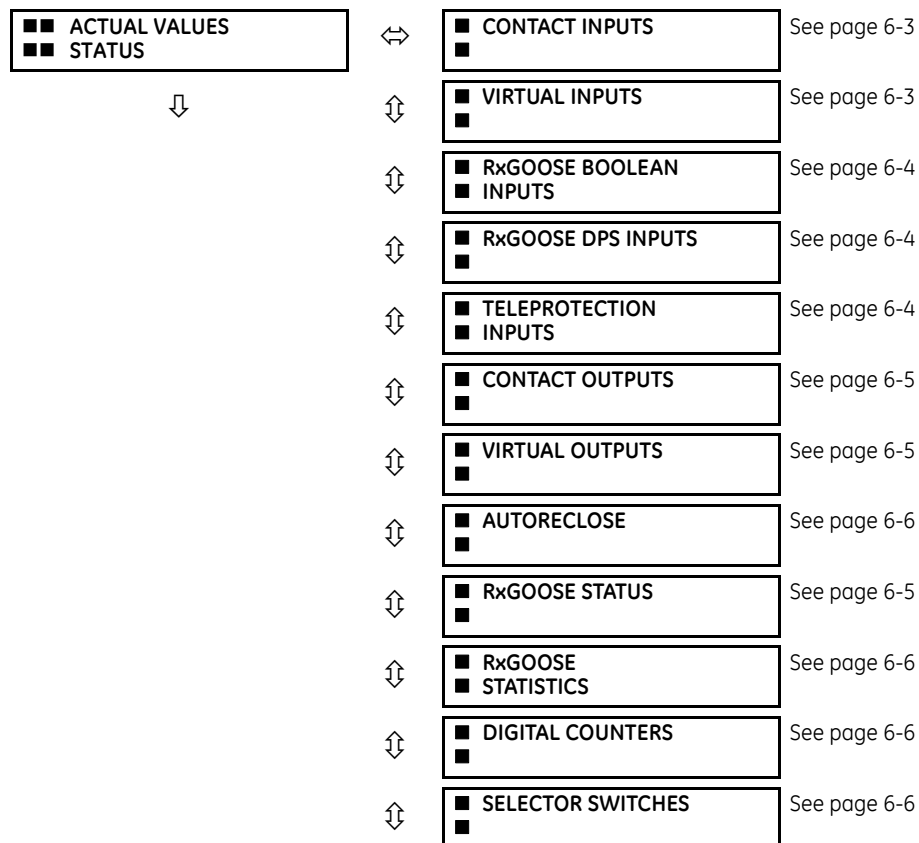 ■■ ACTUAL VALUES
■■ STATUS
■ CONTACT INPUTS
■
See page 6-3
■ VIRTUAL INPUTS
■
See page 6-3
■ RxGOOSE BOOLEAN
■ INPUTS
See page 6-4
■ RxGOOSE DPS INPUTS
■
See page 6-4
■ TELEPROTECTION
■ INPUTS
See page 6-4
■ CONTACT OUTPUTS
■
See page 6-5
■ VIRTUAL OUTPUTS
■
See page 6-5
■ AUTORECLOSE
■
See page 6-6
■ RxGOOSE STATUS
■
See page 6-5
■ RxGOOSE
■ STATISTICS
See page 6-6
■ DIGITAL COUNTERS
■
See page 6-6
■ SELECTOR SWITCHES
■
See page 6-6